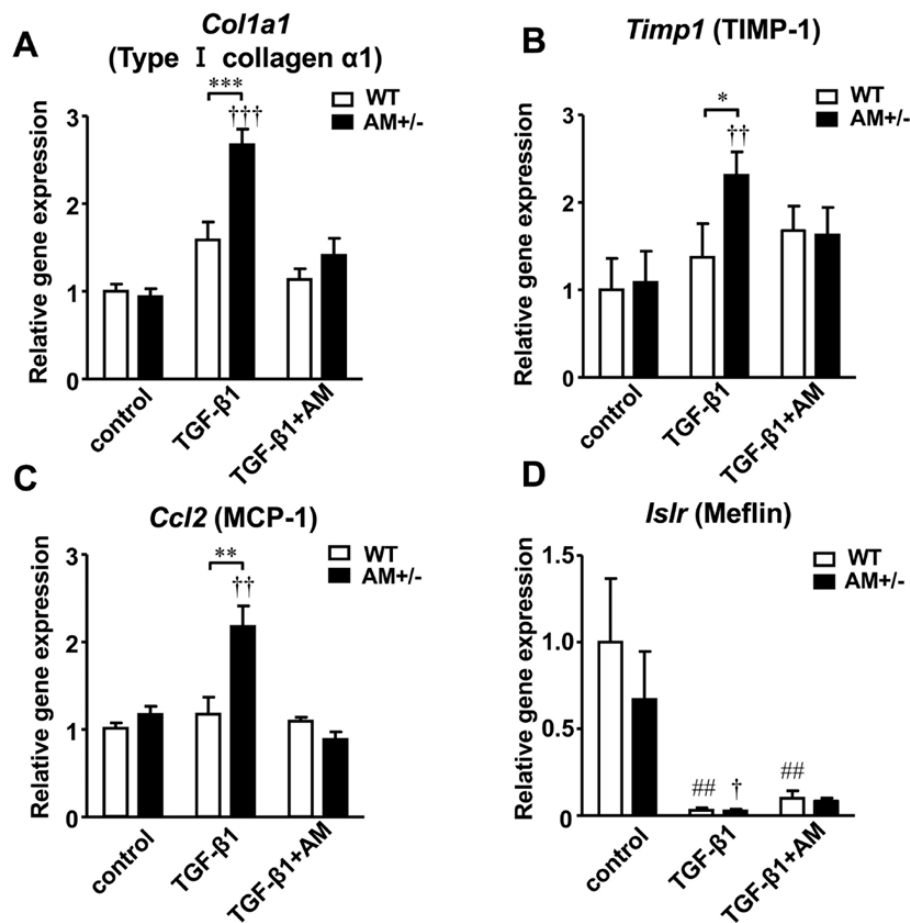 A
Col1a1
(Type I collagen α1)
***
†††
WT
AM+/-
Relative gene expression
3
2
1
0
control
TGF-β1
TGF-β1+AM
B
Timp1 (TIMP-1)
*
††
WT
AM+/-
Relative gene expression
3
2
1
0
control
TGF-β1
TGF-β1+AM
C
Ccl2 (MCP-1)
**
††
WT
AM+/-
Relative gene expression
3
2
1
0
control
TGF-β1
TGF-β1+AM
D
Islr (Meflin)
WT
AM+/-
Relative gene expression
1.5
1.0
0.5
0
## † ##
control
TGF-β1
TGF-β1+AM